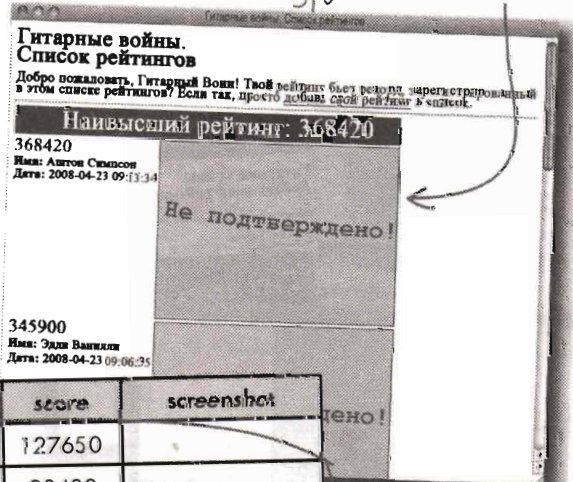 Гитарные войны. Список рейтингов
Гитарные войны.
Список рейтингов
Добро пожаловать, Гитарный Воин! Твой рейтинг бьет рекорд, зарегистрированный
в этом списке рейтингов? Если так, просто добавь свой рейтинг в список.
Наивысший рейтинг: 368420
368420
Имя: Аштон Симпсон
Дата: 2008-04-23 09:13:34
Не подтверждено!
345900
Имя: Эдди Ванилли
Дата: 2008-04-23 09:06:35
ено!
score screenshot
127650